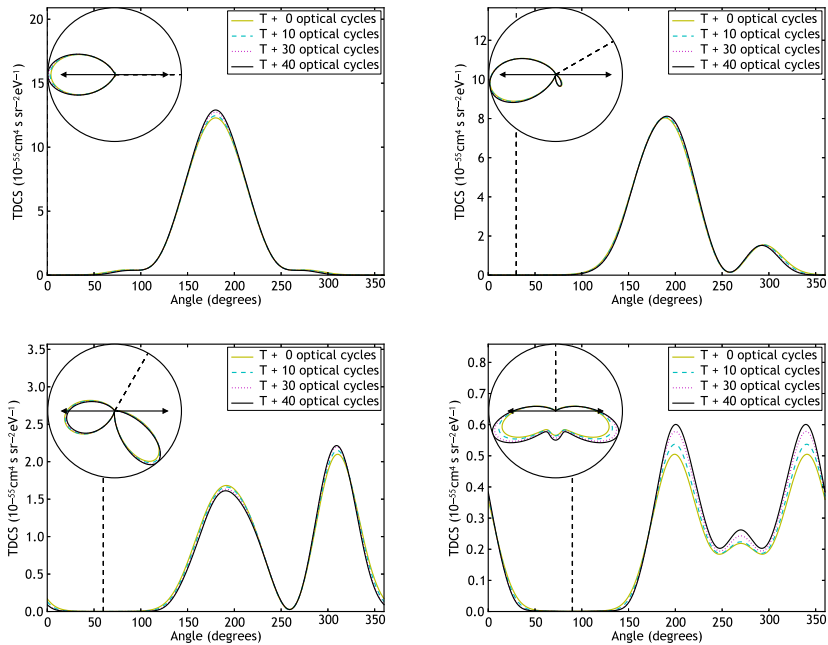 20
15
10
5
0
TDCS (10⁻⁵⁵cm⁴ s sr⁻²eV⁻¹)
T + 0 optical cycles
T + 10 optical cycles
T + 30 optical cycles
T + 40 optical cycles
0 50 100 150 200 250 300 350
Angle (degrees)
12
10
8
6
4
2
0
TDCS (10⁻⁵⁵cm⁴ s sr⁻²eV⁻¹)
T + 0 optical cycles
T + 10 optical cycles
T + 30 optical cycles
T + 40 optical cycles
0 50 100 150 200 250 300 350
Angle (degrees)
3.5
3.0
2.5
2.0
1.5
1.0
0.5
0.0
TDCS (10⁻⁵⁵cm⁴ s sr⁻²eV⁻¹)
T + 0 optical cycles
T + 10 optical cycles
T + 30 optical cycles
T + 40 optical cycles
0 50 100 150 200 250 300 350
Angle (degrees)
0.8
0.7
0.6
0.5
0.4
0.3
0.2
0.1
0.0
TDCS (10⁻⁵⁵cm⁴ s sr⁻²eV⁻¹)
T + 0 optical cycles
T + 10 optical cycles
T + 30 optical cycles
T + 40 optical cycles
0 50 100 150 200 250 300 350
Angle (degrees)